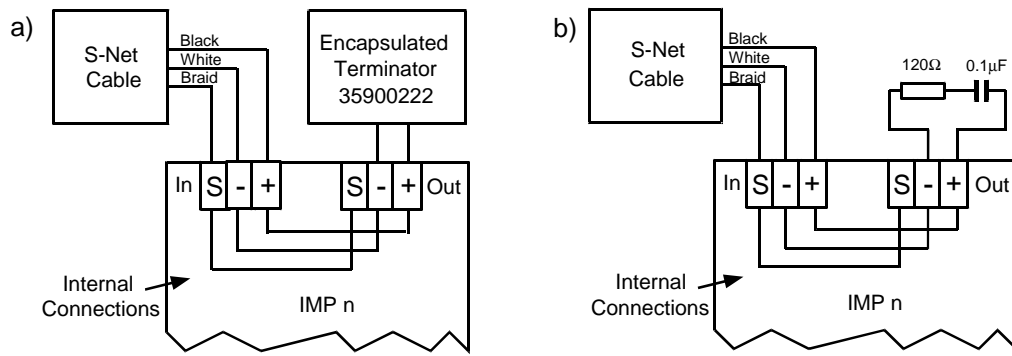 a)
S-Net
Cable
Black
White
Braid
Encapsulated
Terminator
35900222
In
S
-
+
S
-
+
Out
Internal
Connections
IMP n
b)
S-Net
Cable
Black
White
Braid
120Ω
0.1µF
In
S
-
+
S
-
+
Out
Internal
Connections
IMP n